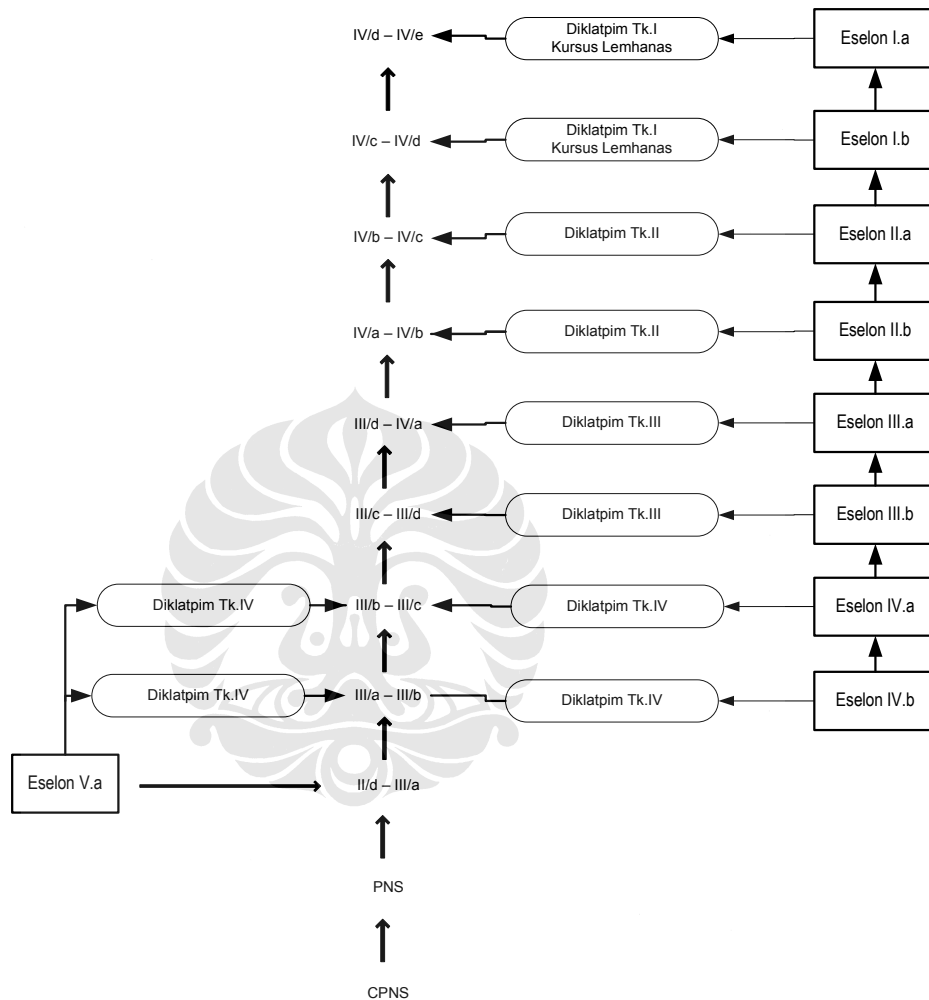 IV/d – IV/e
Diklatpim Tk.I
Kursus Lemhanas
Eselon I.a
IV/c – IV/d
Diklatpim Tk.I
Kursus Lemhanas
Eselon I.b
IV/b – IV/c
Diklatpim Tk.II
Eselon II.a
IV/a – IV/b
Diklatpim Tk.II
Eselon II.b
III/d – IV/a
Diklatpim Tk.III
Eselon III.a
III/c – III/d
Diklatpim Tk.III
Eselon III.b
Diklatpim Tk.IV
III/b – III/c
Diklatpim Tk.IV
Eselon IV.a
Diklatpim Tk.IV
III/a – III/b
Diklatpim Tk.IV
Eselon IV.b
Eselon V.a
II/d – III/a
PNS
CPNS